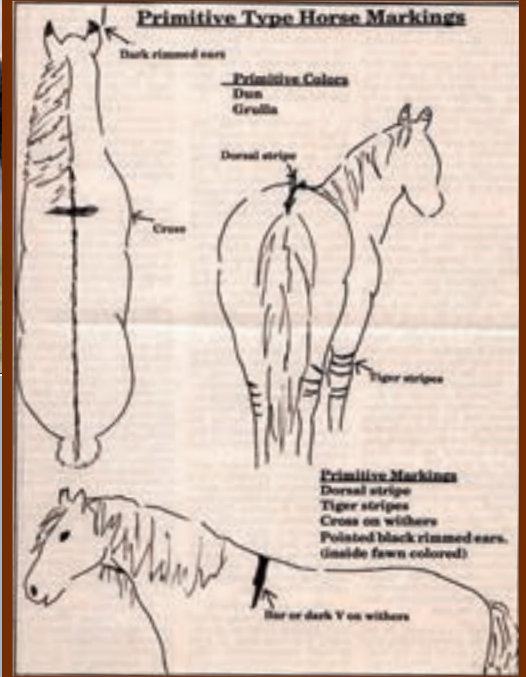 Primitive Type Horse Markings
Dark rimmed ears
Primitive Colors
Dun
Grulla
Dorsal stripe
Cross
Tiger stripes
Primitive Markings
Dorsal stripe
Tiger stripes
Cross on withers
Pointed black rimmed ears.
(inside fawn colored)
Bar or dark V on withers